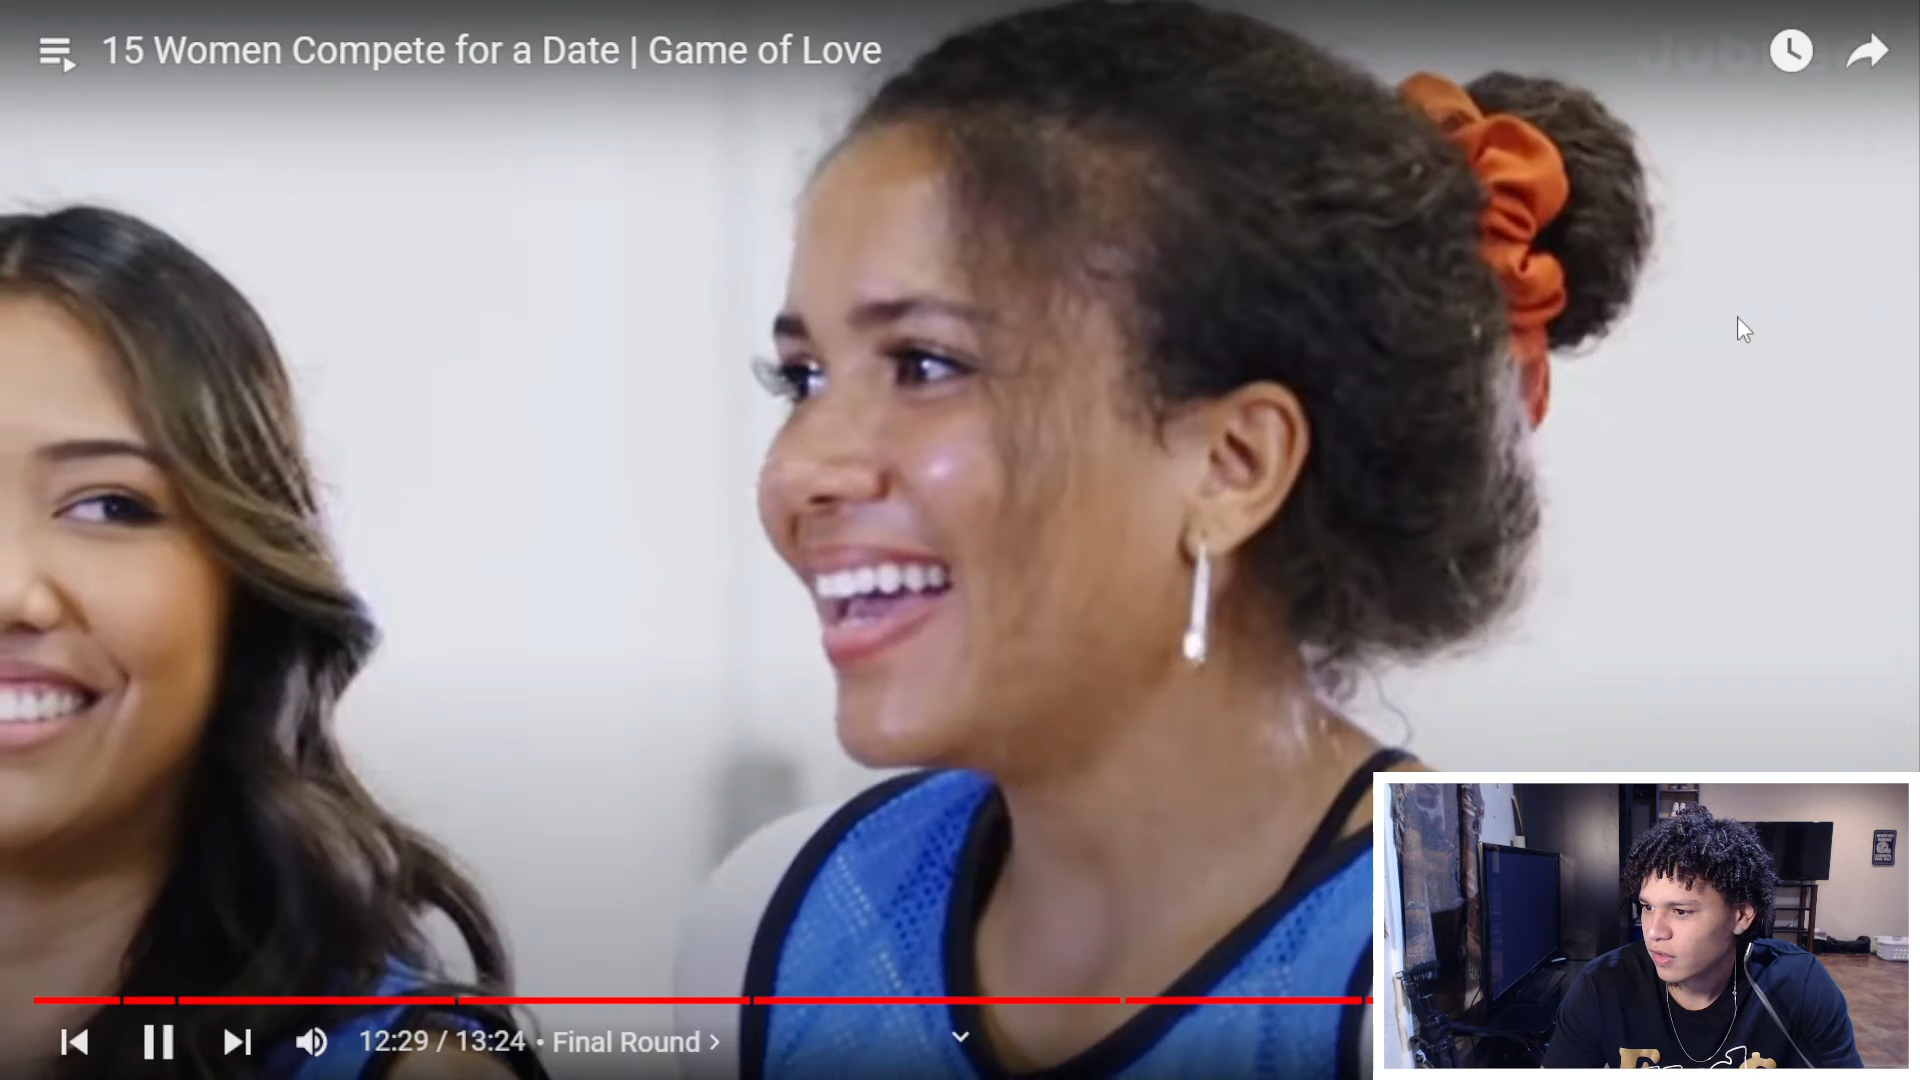 15 Women Compete for a Date | Game of Love
12:29 / 13:24 • Final Round